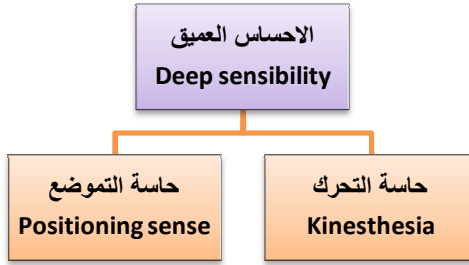 الاحساس العميق
Deep sensibility
حاسة التموضع
Positioning sense
حاسة التحرك
Kinesthesia